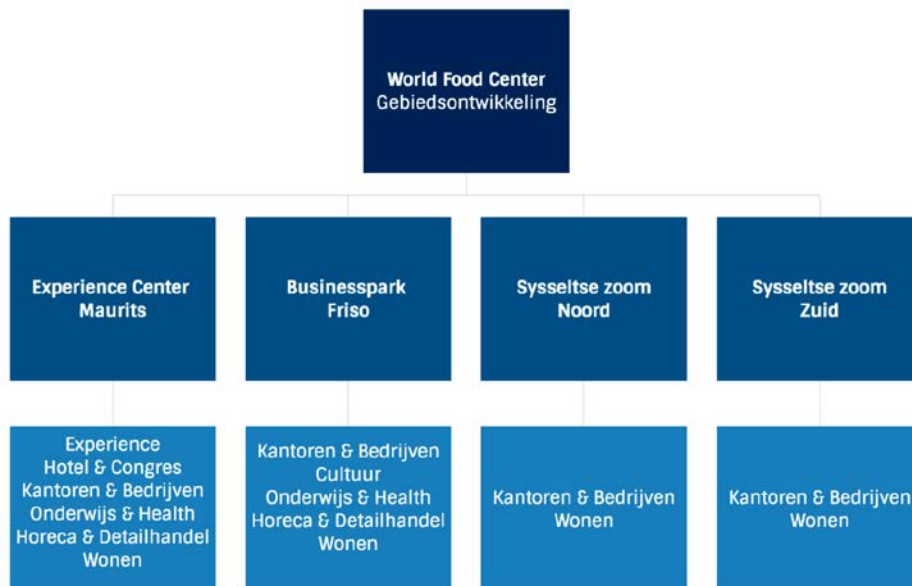 World Food Center
Gebiedsontwikkeling
Experience Center
Maurits
Businesspark
Friso
Sysseltse zoom
Noord
Sysseltse zoom
Zuid
Experience
Hotel & Congres
Kantoren & Bedrijven
Onderwijs & Health
Horeca & Detailhandel
Wonen
Kantoren & Bedrijven
Cultuur
Onderwijs & Health
Horeca & Detailhandel
Wonen
Kantoren & Bedrijven
Wonen
Kantoren & Bedrijven
Wonen